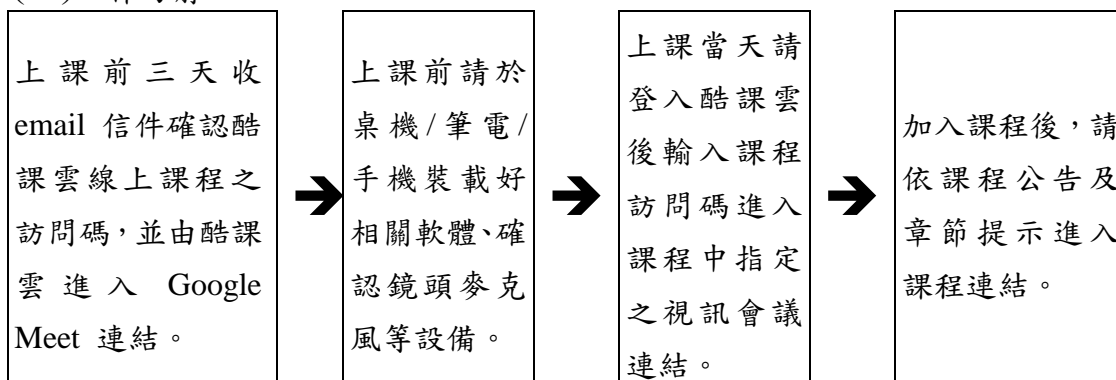 上課前三天收
email 信件確認酷
課雲線上課程之
訪問碼，並由酷課
雲進入 Google
Meet 連結。
上課前請於
桌機/筆電/
手機裝載好
相關軟體、確
認鏡頭麥克
風等設備。
上課當天請
登入酷課雲
後輸入課程
訪問碼進入
課程中指定
之視訊會議
連結。
加入課程後，請
依課程公告及
章節提示進入
課程連結。